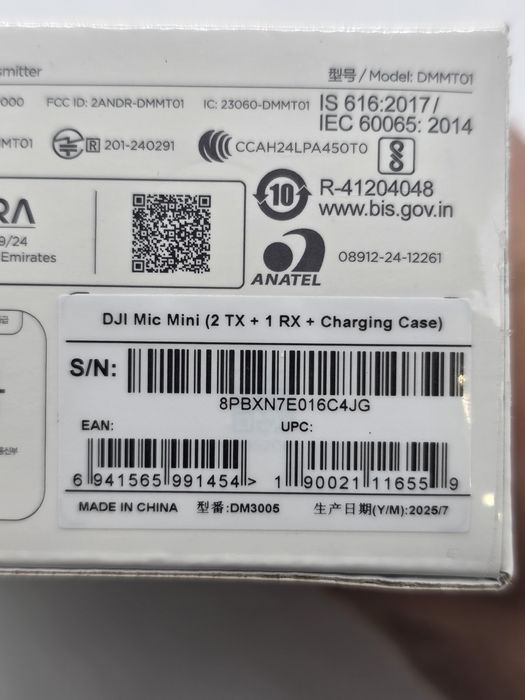 smitter
型号 / Model: DMMT01
000 FCC ID: 2ANDR-DMMT01 IC: 23060-DMMT01 IS 616:2017/
IEC 60065: 2014
MT01 R 201-240291 CCAH24LPA450T0
10 R-41204048
www.bis.gov.in
RA
9/24
Emirates
ANATEL 08912-24-12261
DJI Mic Mini (2 TX + 1 RX + Charging Case)
S/N:
8PBXN7E016C4JG
EAN: UPC:
6 941565 991454 > 1 90021 11655 9
MADE IN CHINA 型番:DM3005 生产日期(Y/M):2025/7